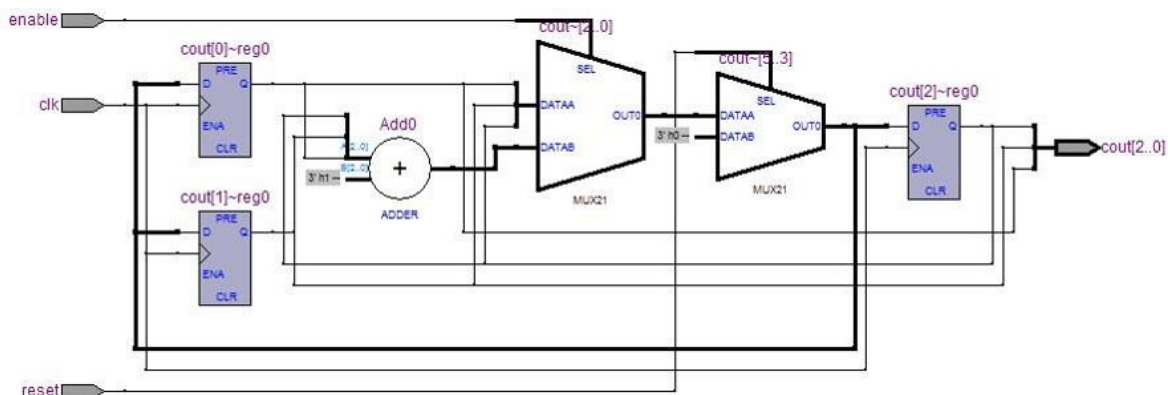 enable
clk
reset
cout[0]~reg0
PRE
D
Q
ENA
CLR
cout[1]~reg0
PRE
D
Q
ENA
CLR
Add0
A[2..0]
B[2..0]
3' h1 --
ADDER
cout~[2..0]
SEL
DATAA
DATAB
OUT0
MUX21
cout~[5..3]
SEL
DATAA
DATAB
OUT0
3' h0 --
MUX21
cout[2]~reg0
PRE
D
Q
ENA
CLR
cout[2..0]